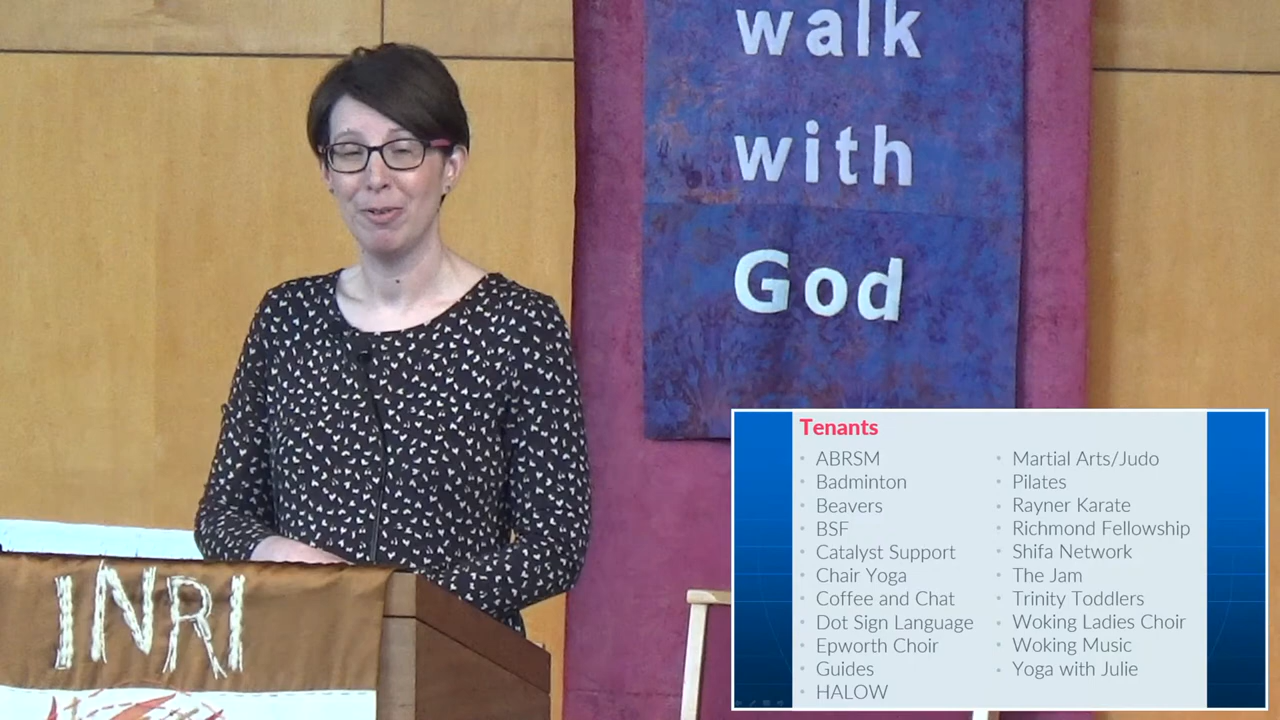 walk
with
God
INRI
Tenants
ABRSM
Badminton
Beavers
BSF
Catalyst Support
Chair Yoga
Coffee and Chat
Dot Sign Language
Epworth Choir
Guides
HALOW
Martial Arts/Judo
Pilates
Rayner Karate
Richmond Fellowship
Shifa Network
The Jam
Trinity Toddlers
Woking Ladies Choir
Woking Music
Yoga with Julie